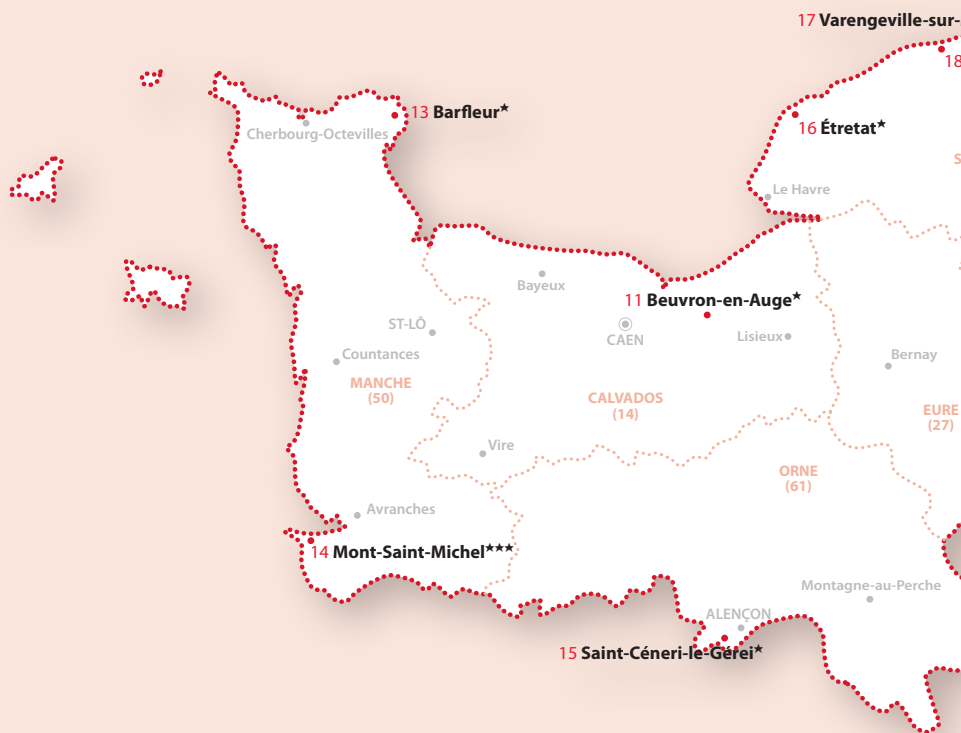 17 Varengeville-sur-
18
13 Barfleur★
Cherbourg-Octevilles
16 Étretat★
S
Le Havre
Bayeux
11 Beuvron-en-Auge★
ST-LÔ
CAEN
Lisieux
Countances
Bernay
MANCHE
(50)
CALVADOS
(14)
EURE
(27)
Vire
ORNE
(61)
Avranches
14 Mont-Saint-Michel★★★
Montagne-au-Perche
ALENÇON
15 Saint-Céneri-le-Gérei★